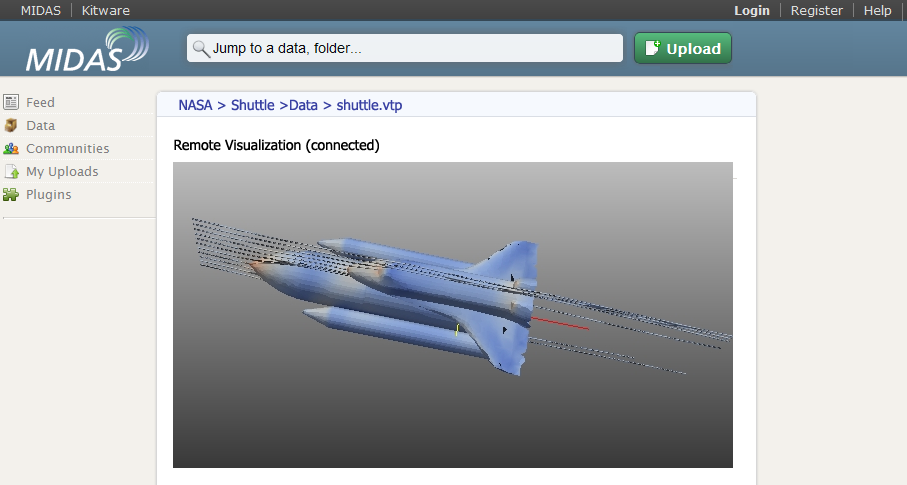 MIDAS Kitware Login Register Help
MIDAS Jump to a data, folder... Upload
Feed
Data
Communities
My Uploads
Plugins
NASA > Shuttle >Data > shuttle.vtp
Remote Visualization (connected)